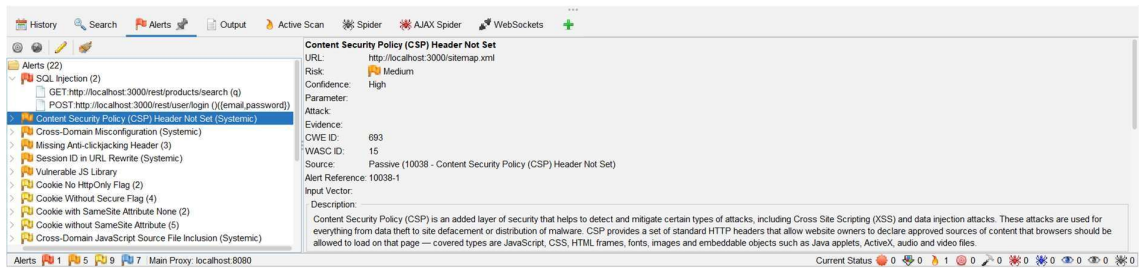 History Search Alerts Output Active Scan Spider AJAX Spider WebSockets
Alerts (22)
SQL Injection (2)
GET:http://localhost:3000/rest/products/search (q)
POST:http://localhost:3000/rest/user/login ()({email,password})
Content Security Policy (CSP) Header Not Set (Systemic)
Cross-Domain Misconfiguration (Systemic)
Missing Anti-clickjacking Header (3)
Session ID in URL Rewrite (Systemic)
Vulnerable JS Library
Cookie No HttpOnly Flag (2)
Cookie Without Secure Flag (4)
Cookie with SameSite Attribute None (2)
Cookie without SameSite Attribute (5)
Cross-Domain JavaScript Source File Inclusion (Systemic)
Content Security Policy (CSP) Header Not Set
URL: http://localhost:3000/sitemap.xml
Risk: Medium
Confidence: High
Parameter:
Attack:
Evidence:
CWE ID: 693
WASC ID: 15
Source: Passive (10038 - Content Security Policy (CSP) Header Not Set)
Alert Reference: 10038-1
Input Vector:
Description:
Content Security Policy (CSP) is an added layer of security that helps to detect and mitigate certain types of attacks, including Cross Site Scripting (XSS) and data injection attacks. These attacks are used for
everything from data theft to site defacement or distribution of malware. CSP provides a set of standard HTTP headers that allow website owners to declare approved sources of content that browsers should be
allowed to load on that page — covered types are JavaScript, CSS, HTML frames, fonts, images and embeddable objects such as Java applets, ActiveX, audio and video files.
Alerts 1 5 9 7 Main Proxy: localhost:8080 Current Status 0 0 1 0 0 0 0 0 0 0